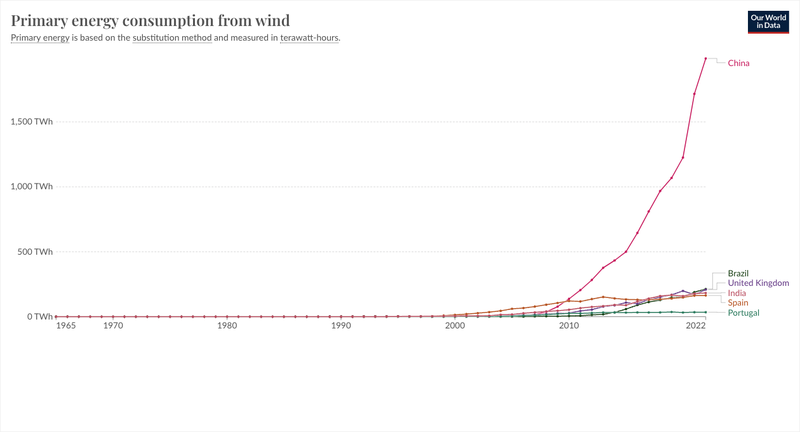 Primary energy consumption from wind
Primary energy is based on the substitution method and measured in terawatt-hours.
Our World
in Data
China
1,500 TWh
1,000 TWh
500 TWh
Brazil
United Kingdom
India
Spain
Portugal
0 TWh
1965
1970
1980
1990
2000
2010
2022